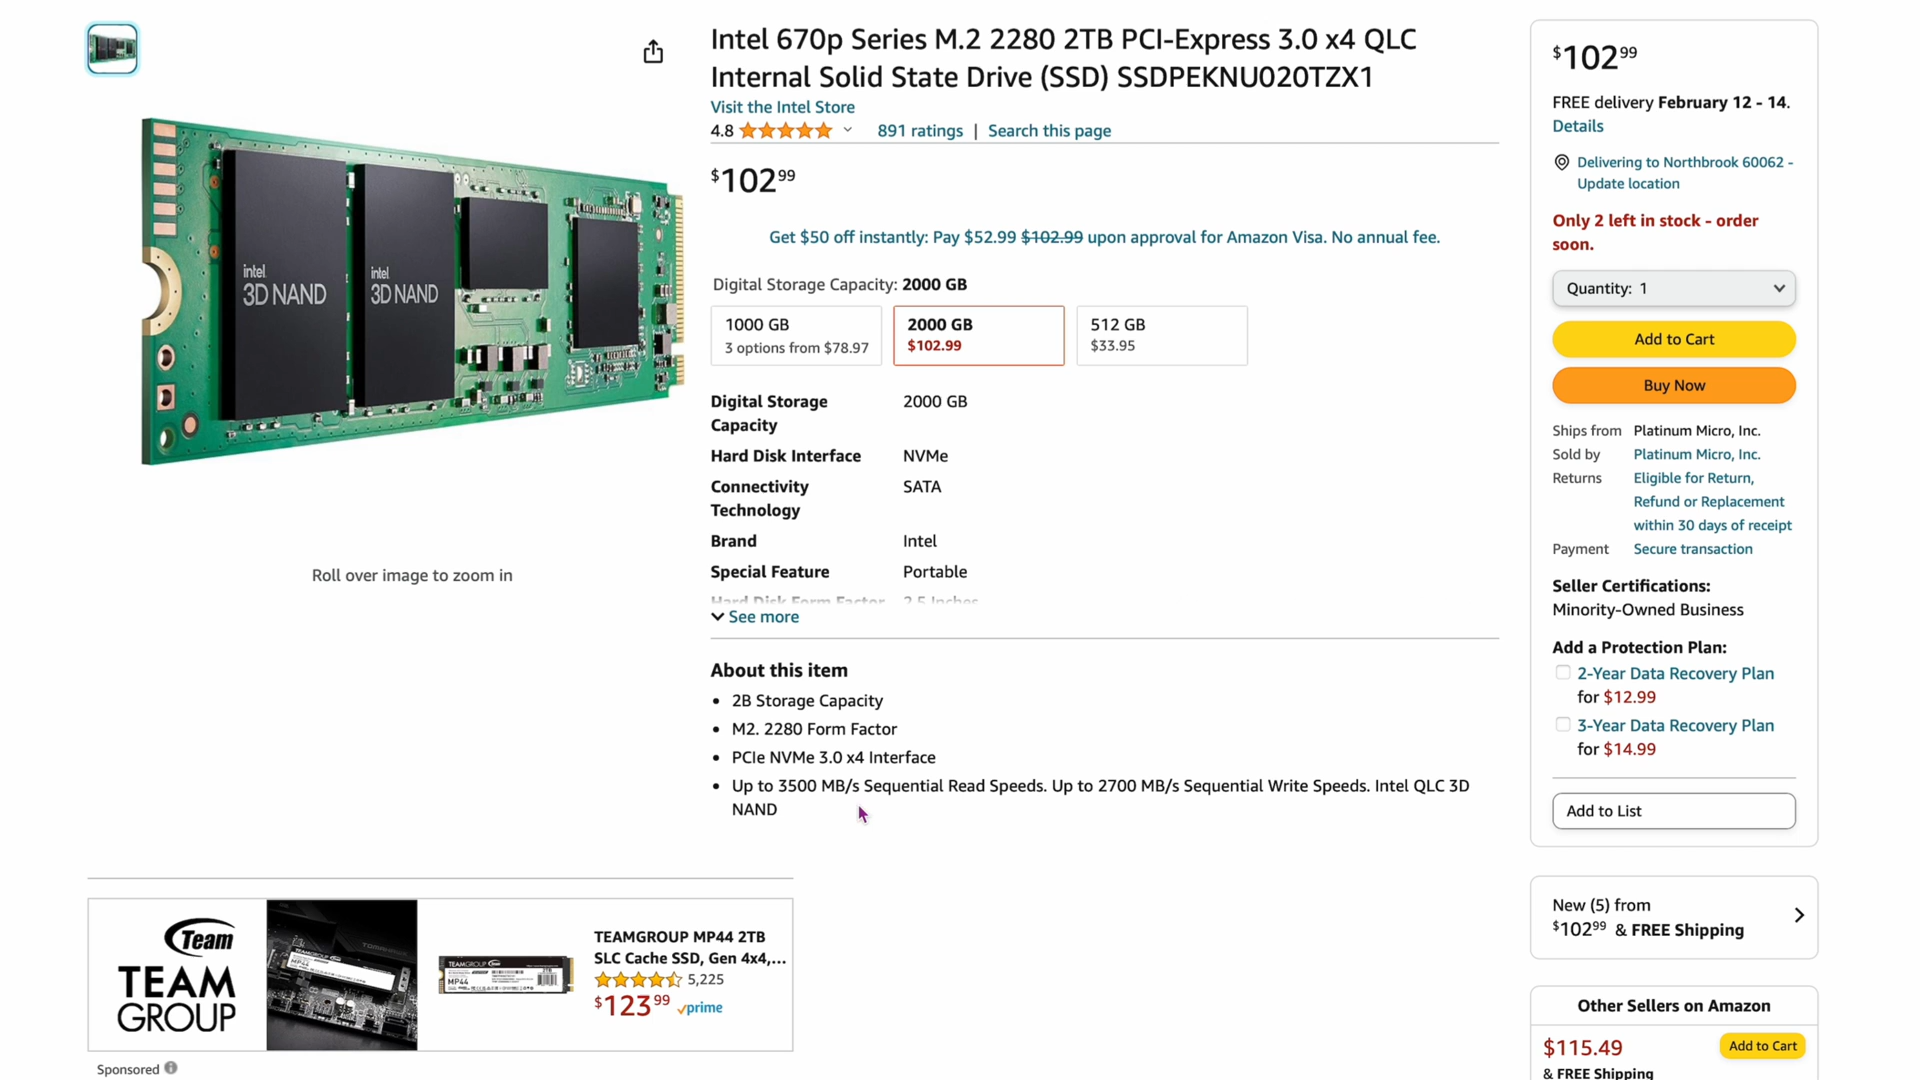 Intel 670p Series M.2 2280 2TB PCI-Express 3.0 x4 QLC
Internal Solid State Drive (SSD) SSDPEKNU020TZX1
Visit the Intel Store
4.8
891 ratings | Search this page
$102 99
Get $50 off instantly: Pay $52.99 $102.99 upon approval for Amazon Visa. No annual fee.
Digital Storage Capacity: 2000 GB
1000 GB
3 options from $78.97
2000 GB
$102.99
512 GB
$33.95
Digital Storage
Capacity
2000 GB
Hard Disk Interface
NVMe
Connectivity
Technology
SATA
Brand
Intel
Special Feature
Portable
Hard Disk Form Factor
2.5 Inches
See more
About this item
2B Storage Capacity
M2. 2280 Form Factor
PCIe NVMe 3.0 x4 Interface
Up to 3500 MB/s Sequential Read Speeds. Up to 2700 MB/s Sequential Write Speeds. Intel QLC 3D
NAND
intel
3D NAND
intel
3D NAND
Roll over image to zoom in
Team
TEAM
GROUP
MP44
TEAMGROUP
MP44
TEAMGROUP MP44 2TB
SLC Cache SSD, Gen 4x4,...
5,225
$123 99 prime
Sponsored
$102 99
FREE delivery February 12 - 14.
Details
Delivering to Northbrook 60062 -
Update location
Only 2 left in stock - order
soon.
Quantity: 1
Add to Cart
Buy Now
Ships from Platinum Micro, Inc.
Sold by Platinum Micro, Inc.
Returns Eligible for Return,
Refund or Replacement
within 30 days of receipt
Payment Secure transaction
Seller Certifications:
Minority-Owned Business
Add a Protection Plan:
2-Year Data Recovery Plan
for $12.99
3-Year Data Recovery Plan
for $14.99
Add to List
New (5) from
$102 99 & FREE Shipping
Other Sellers on Amazon
$115.49
Add to Cart
& FREE Shipping